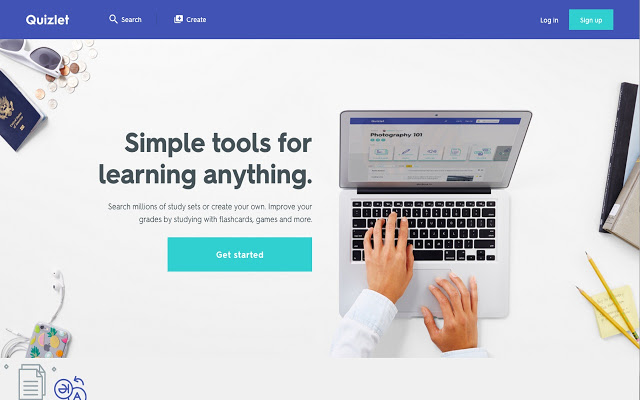 Quizlet
Search
Create
Log in
Sign up
Simple tools for
learning anything.
Search millions of study sets or create your own. Improve your
grades by studying with flashcards, games and more.
Get started
Photography 101
A